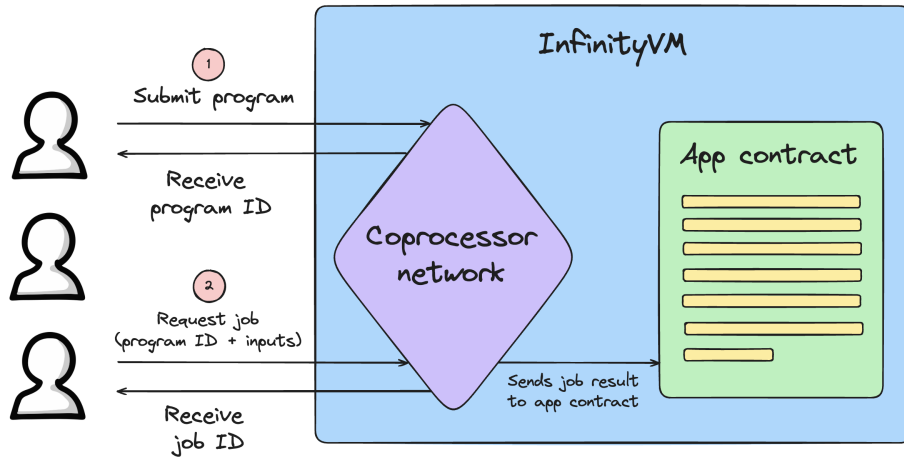 InfinityVM
1
Submit program
Receive
program ID
App contract
Coprocessor
network
2
Request job
(program ID + inputs)
Sends job result
to app contract
Receive
job ID